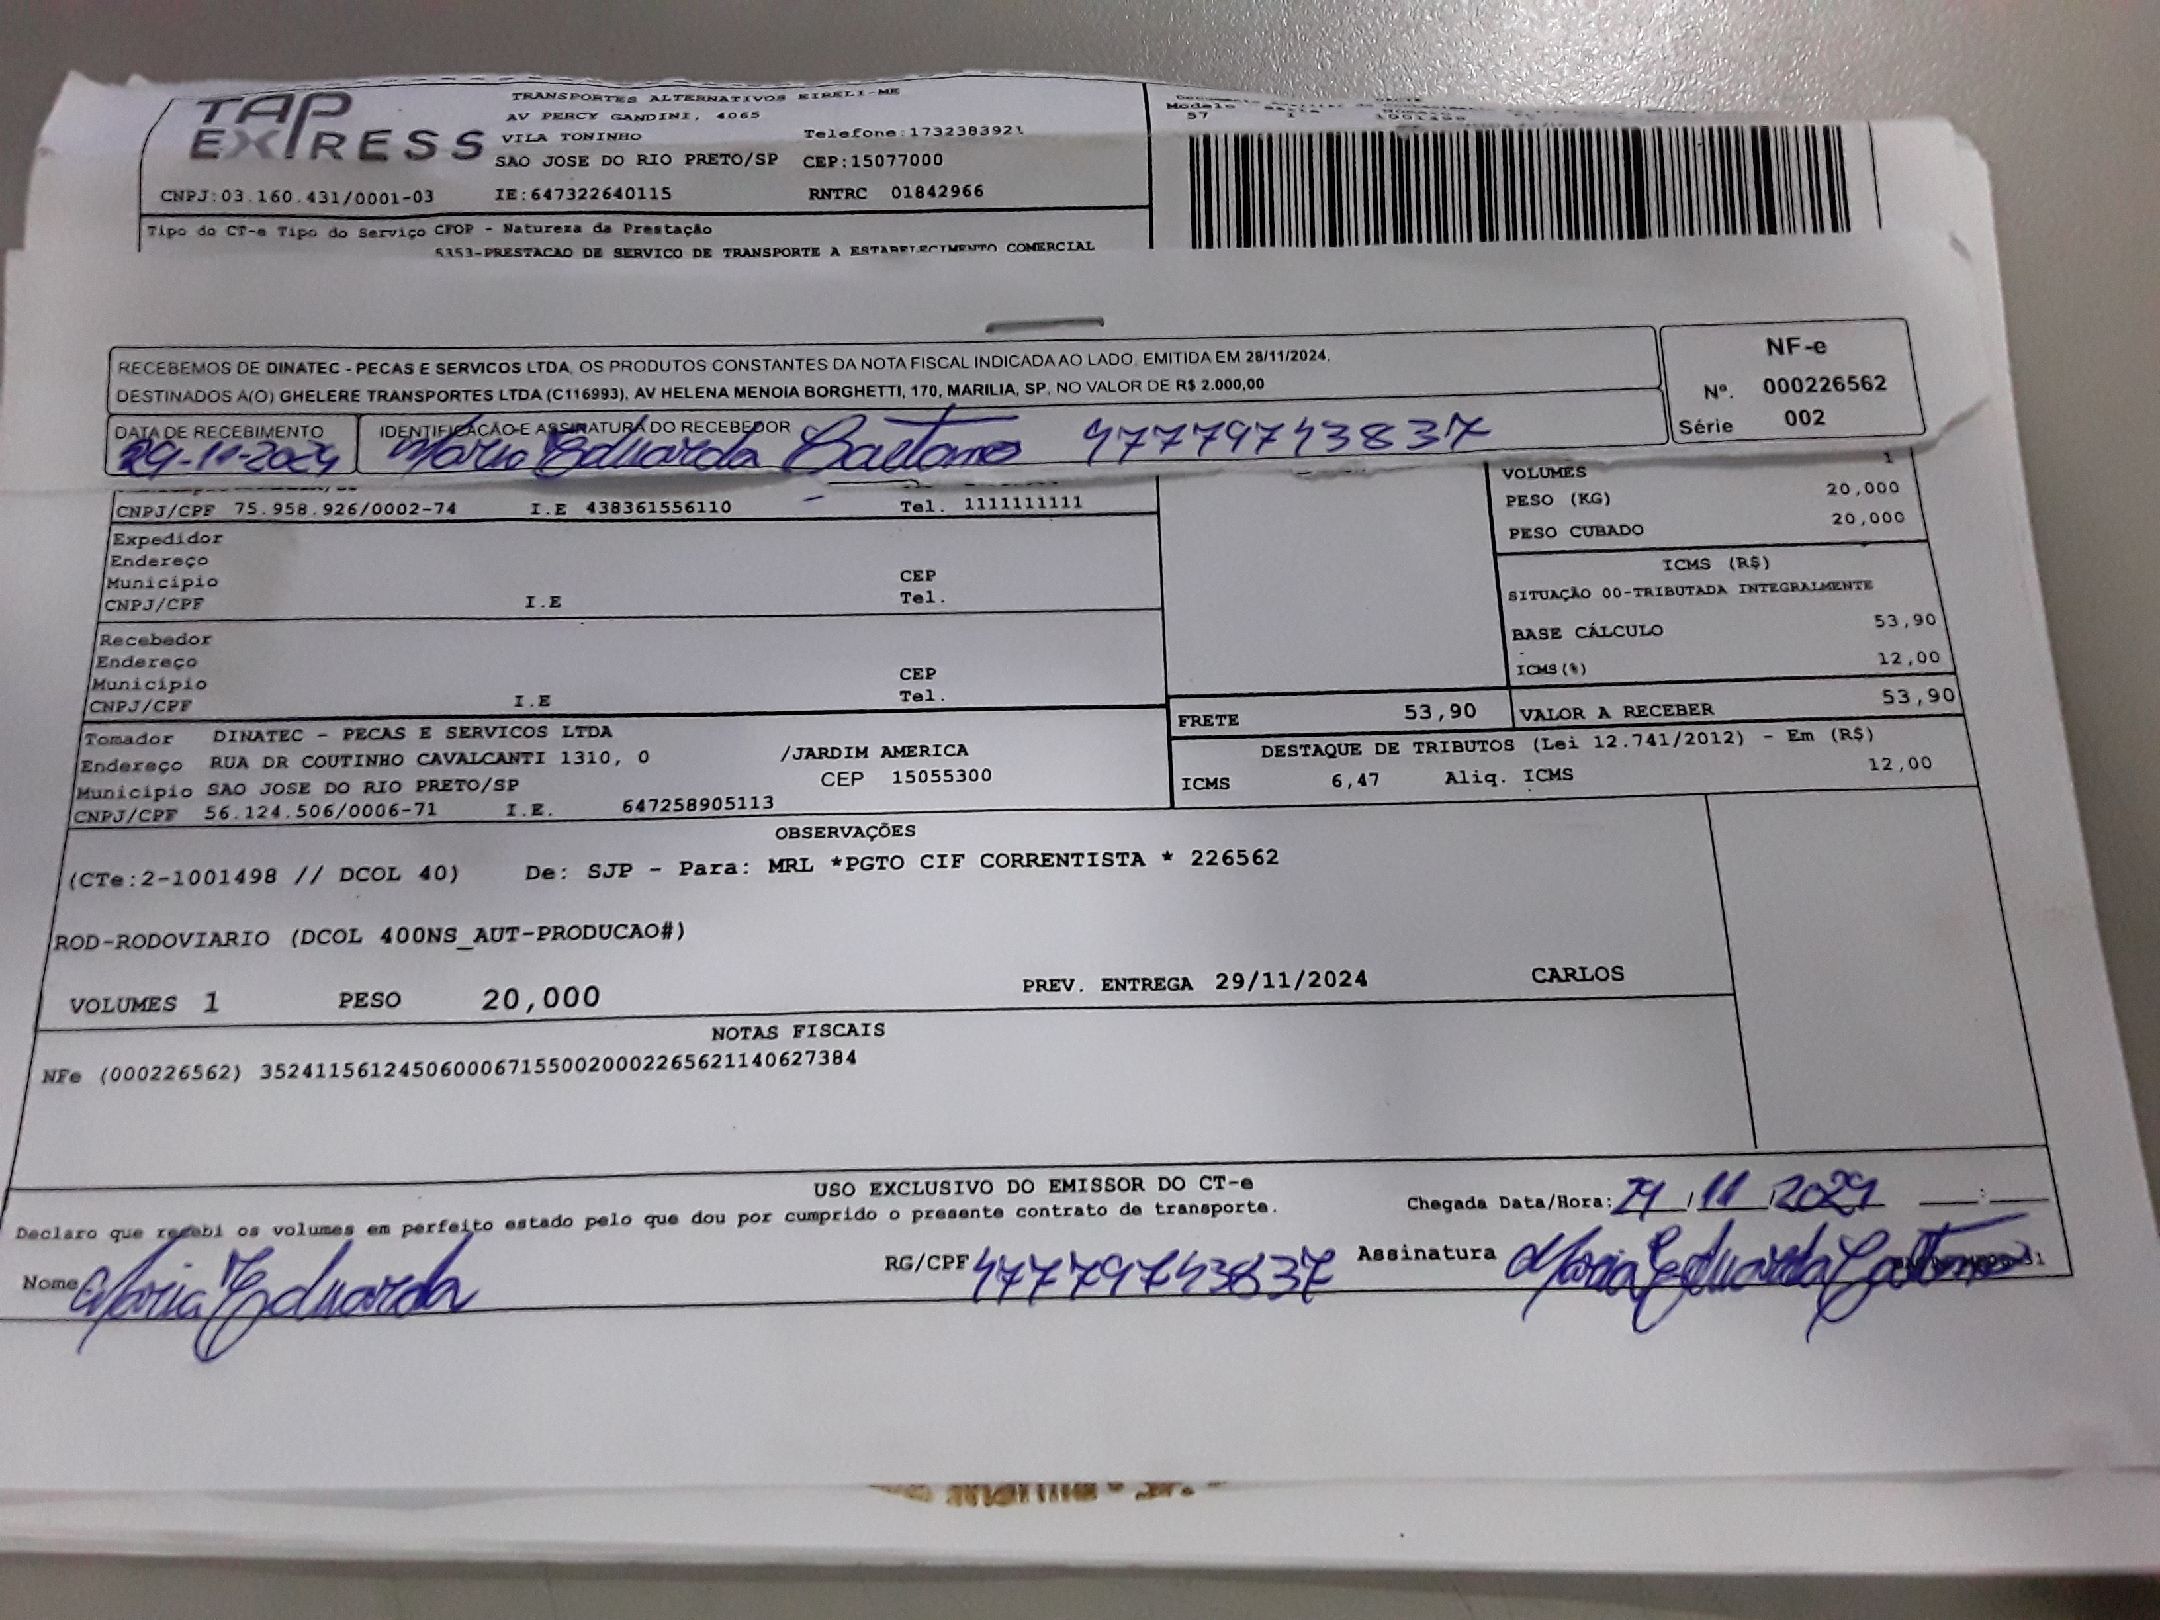 TAP
EXPRESS
TRANSPORTES ALTERNATIVOS EIRELI-ME
AV PERCY GANDINI, 4065
VILA TONINHO Telefone:1732383921
SAO JOSE DO RIO PRETO/SP CEP:15077000
CNPJ:03.160.431/0001-03 IE:647322640115 RNTRC 01842966
Modelo
57
Tipo do CT-e Tipo do Serviço CFOP - Natureza da Prestação
5353-PRESTACAO DE SERVICO DE TRANSPORTE A ESTABELECIMENTO COMERCIAL
RECEBEMOS DE DINATEC - PECAS E SERVICOS LTDA, OS PRODUTOS CONSTANTES DA NOTA FISCAL INDICADA AO LADO, EMITIDA EM 28/11/2024,
DESTINADOS A(O) GHELERE TRANSPORTES LTDA (C116993), AV HELENA MENOIA BORGHETTI, 170, MARILIA, SP, NO VALOR DE R$ 2.000,00
NF-e
Nº. 000226562
Série 002
DATA DE RECEBIMENTO IDENTIFICAÇÃO E ASSINATURA DO RECEBEDOR
29-11-2024 Maria Eduarda Caetano 47779743837
CNPJ/CPF 75.958.926/0002-74 I.E 438361556110 Tel. 1111111111
VOLUMES 1
PESO (KG) 20,000
PESO CUBADO 20,000
Expedidor
Endereço
Município CEP
CNPJ/CPF I.E Tel.
ICMS (R$)
SITUAÇÃO 00-TRIBUTADA INTEGRALMENTE
BASE CÁLCULO 53,90
ICMS(%) 12,00
Recebedor
Endereço
Município CEP
CNPJ/CPF I.E Tel.
FRETE 53,90 VALOR A RECEBER 53,90
Tomador DINATEC - PECAS E SERVICOS LTDA
Endereço RUA DR COUTINHO CAVALCANTI 1310, 0 /JARDIM AMERICA
Município SAO JOSE DO RIO PRETO/SP CEP 15055300
CNPJ/CPF 56.124.506/0006-71 I.E. 647258905113
DESTAQUE DE TRIBUTOS (Lei 12.741/2012) - Em (R$)
ICMS 6,47 Aliq. ICMS 12,00
OBSERVAÇÕES
(CTe:2-1001498 // DCOL 40) De: SJP - Para: MRL *PGTO CIF CORRENTISTA * 226562
ROD-RODOVIARIO (DCOL 400NS_AUT-PRODUCAO#)
VOLUMES 1 PESO 20,000 PREV. ENTREGA 29/11/2024 CARLOS
NOTAS FISCAIS
NFe (000226562) 35241156124506000671550020002265621140627384
USO EXCLUSIVO DO EMISSOR DO CT-e
Declaro que recebi os volumes em perfeito estado pelo que dou por cumprido o presente contrato de transporte.
Chegada Data/Hora: 29/11/2024 __:__
Nome Maria Eduarda RG/CPF 47779743837 Assinatura Maria Eduarda Caetano